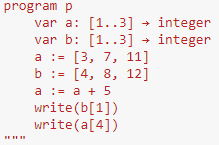 program p
    var a: [1..3] → integer
    var b: [1..3] → integer
    a := [3, 7, 11]
    b := [4, 8, 12]
    a := a + 5
    write(b[1])
    write(a[4])
"""